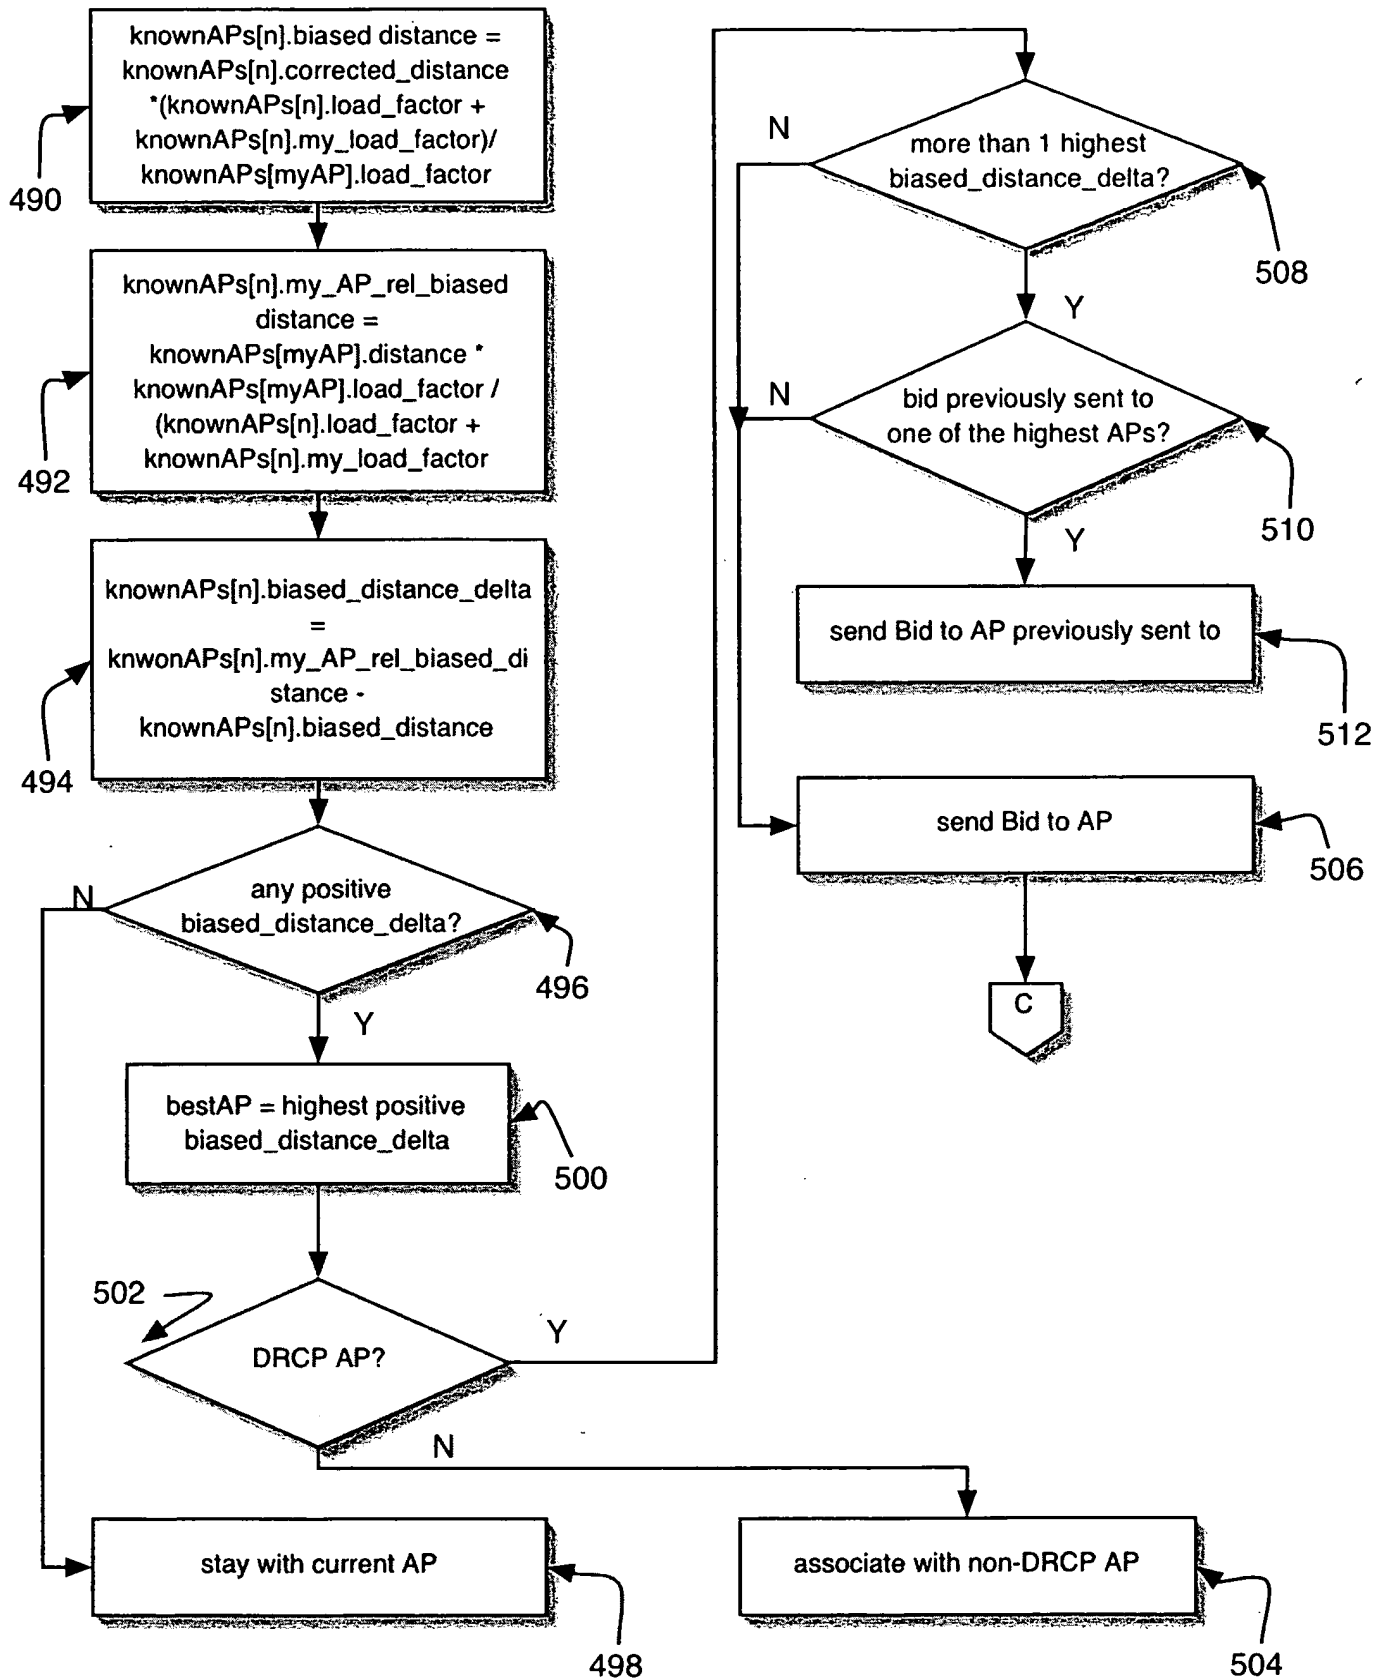 knownAPs[n].biased distance =
knownAPs[n].corrected_distance
*(knownAPs[n].load_factor +
knownAPs[n].my_load_factor)/
knownAPs[myAP].load_factor
490
knownAPs[n].my_AP_rel_biased
distance =
knownAPs[myAP].distance *
knownAPs[myAP].load_factor /
(knownAPs[n].load_factor +
knownAPs[n].my_load_factor
492
knownAPs[n].biased_distance_delta
=
knwonAPs[n].my_AP_rel_biased_di
stance -
knownAPs[n].biased_distance
494
any positive
biased_distance_delta?
N
496
Y
bestAP = highest positive
biased_distance_delta
500
502
DRCP AP?
Y
N
stay with current AP
498
associate with non-DRCP AP
504
more than 1 highest
biased_distance_delta?
N
508
Y
bid previously sent to
one of the highest APs?
N
510
Y
send Bid to AP previously sent to
512
send Bid to AP
506
C